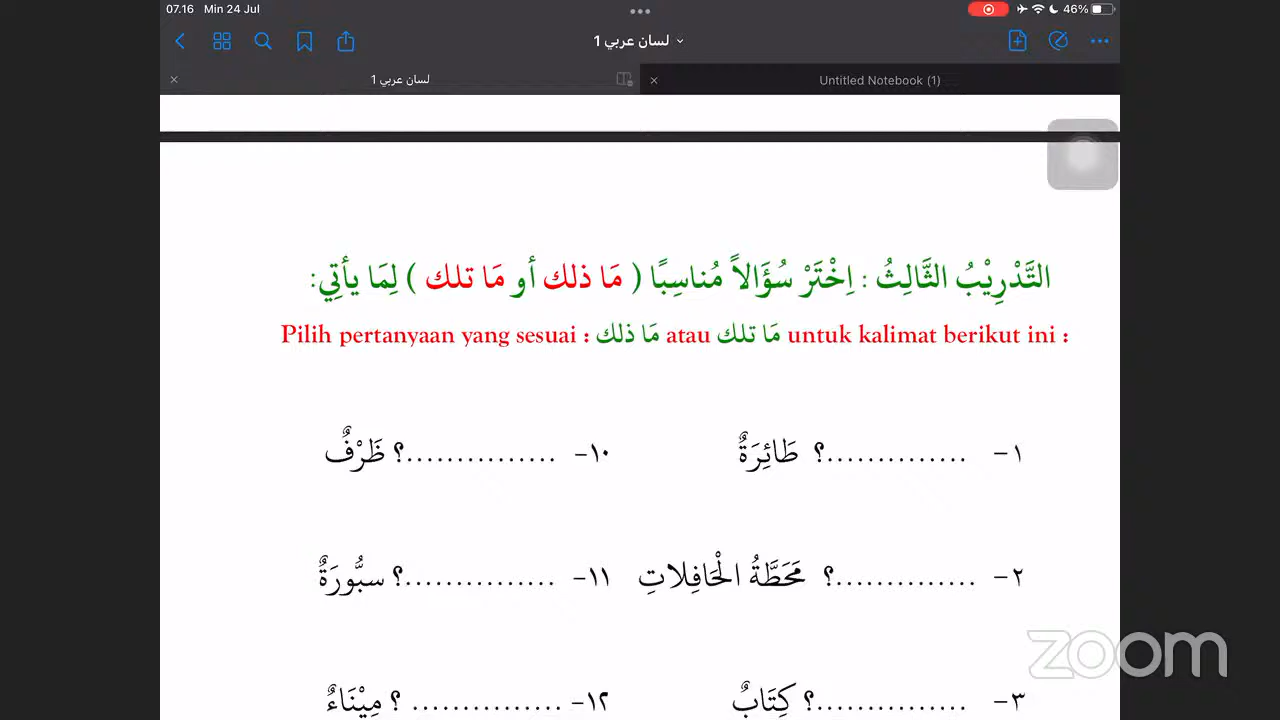 07.16 Min 24 Jul
46%
لسان عربي 1
لسان عربي 1
Untitled Notebook (1)
التَّدْرِيْبُ الثَّالِثُ : اِخْتَرْ سُؤَالاً مُناسِبًا ( مَا ذلك أو مَا تلك ) لِمَا يأتِي:
Pilih pertanyaan yang sesuai : مَا ذلك atau مَا تلك untuk kalimat berikut ini :
١- ..............؟ طَائِرَةٌ
١٠- ...............؟ ظَرْفٌ
٢- ..............؟ مَحَطَّةُ الْحَافِلاتِ
١١- ...............؟ سبُّورَةٌ
٣- ...............؟ كِتَابٌ
١٢- ............... ؟ مِيْنَاءٌ
zoom